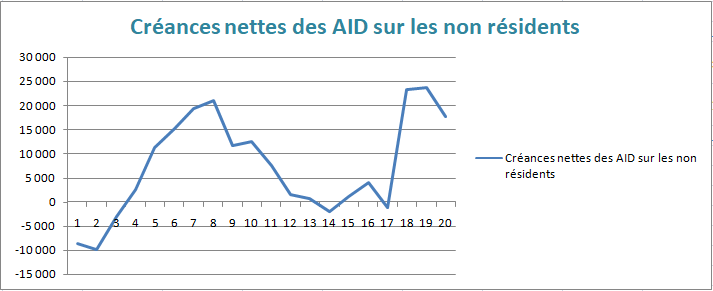 Créances nettes des AID sur les non résidents
30 000
25 000
20 000
15 000
10 000
5 000
0
-5 000
-10 000
-15 000
1 2 3 4 5 6 7 8 9 10 11 12 13 14 15 16 17 18 19 20
Créances nettes des AID sur les non
résidents